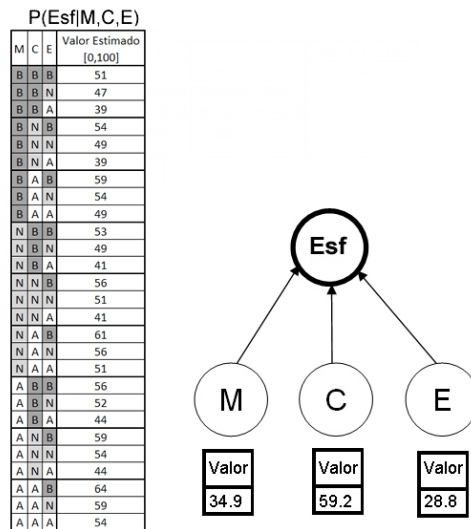 P(Esf|M,C,E)
M C E Valor Estimado [0,100]
B B B 51
B B N 47
B B A 39
B N B 54
B N N 49
B N A 39
B A B 59
B A N 54
B A A 49
N B B 53
N B N 49
N B A 41
N N B 56
N N N 51
N N A 41
N A B 61
N A N 56
N A A 51
A B B 56
A B N 52
A B A 44
A N B 59
A N N 54
A N A 44
A A B 64
A A N 59
A A A 54
Esf
M C E
Valor Valor Valor
34.9 59.2 28.8